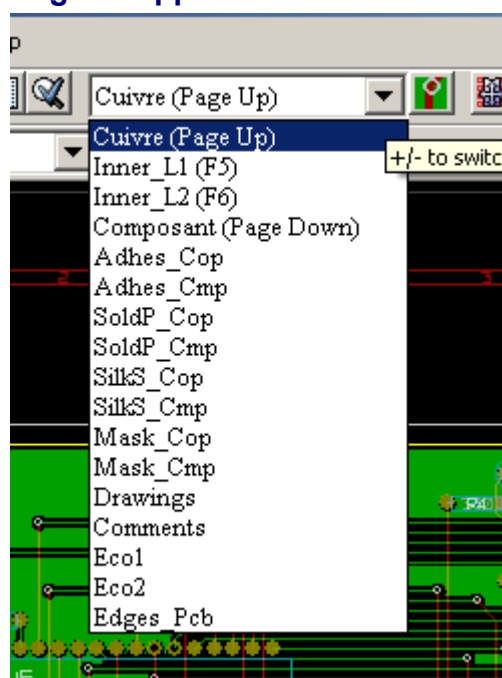 Cuivre (Page Up)
Cuivre (Page Up)
+/- to switc
Inner_L1 (F5)
Inner_L2 (F6)
Composant (Page Down)
Adhes_Cop
Adhes_Cmp
SoldP_Cop
SoldP_Cmp
SilkS_Cop
SilkS_Cmp
Mask_Cop
Mask_Cmp
Drawings
Comments
Eco1
Eco2
Edges_Pcb